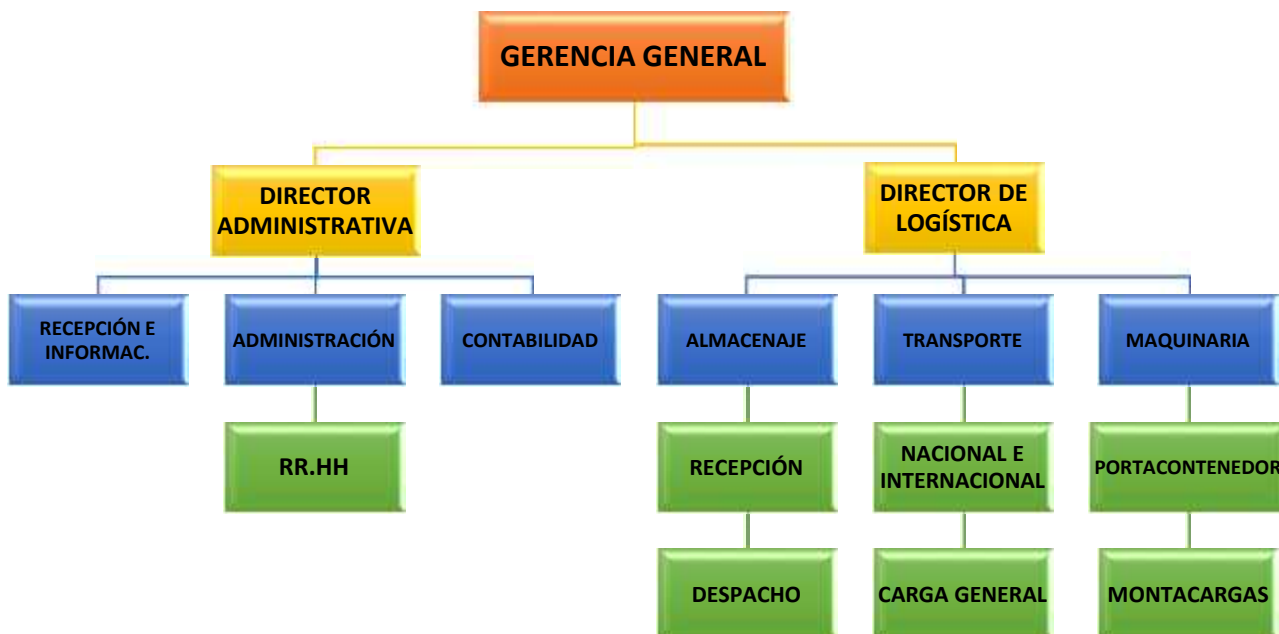 GERENCIA GENERAL
DIRECTOR
ADMINISTRATIVA
DIRECTOR DE
LOGÍSTICA
RECEPCIÓN E
INFORMAC.
ADMINISTRACIÓN
CONTABILIDAD
ALMACENAJE
TRANSPORTE
MAQUINARIA
RR.HH
RECEPCIÓN
NACIONAL E
INTERNACIONAL
PORTACONTENEDOR
DESPACHO
CARGA GENERAL
MONTACARGAS